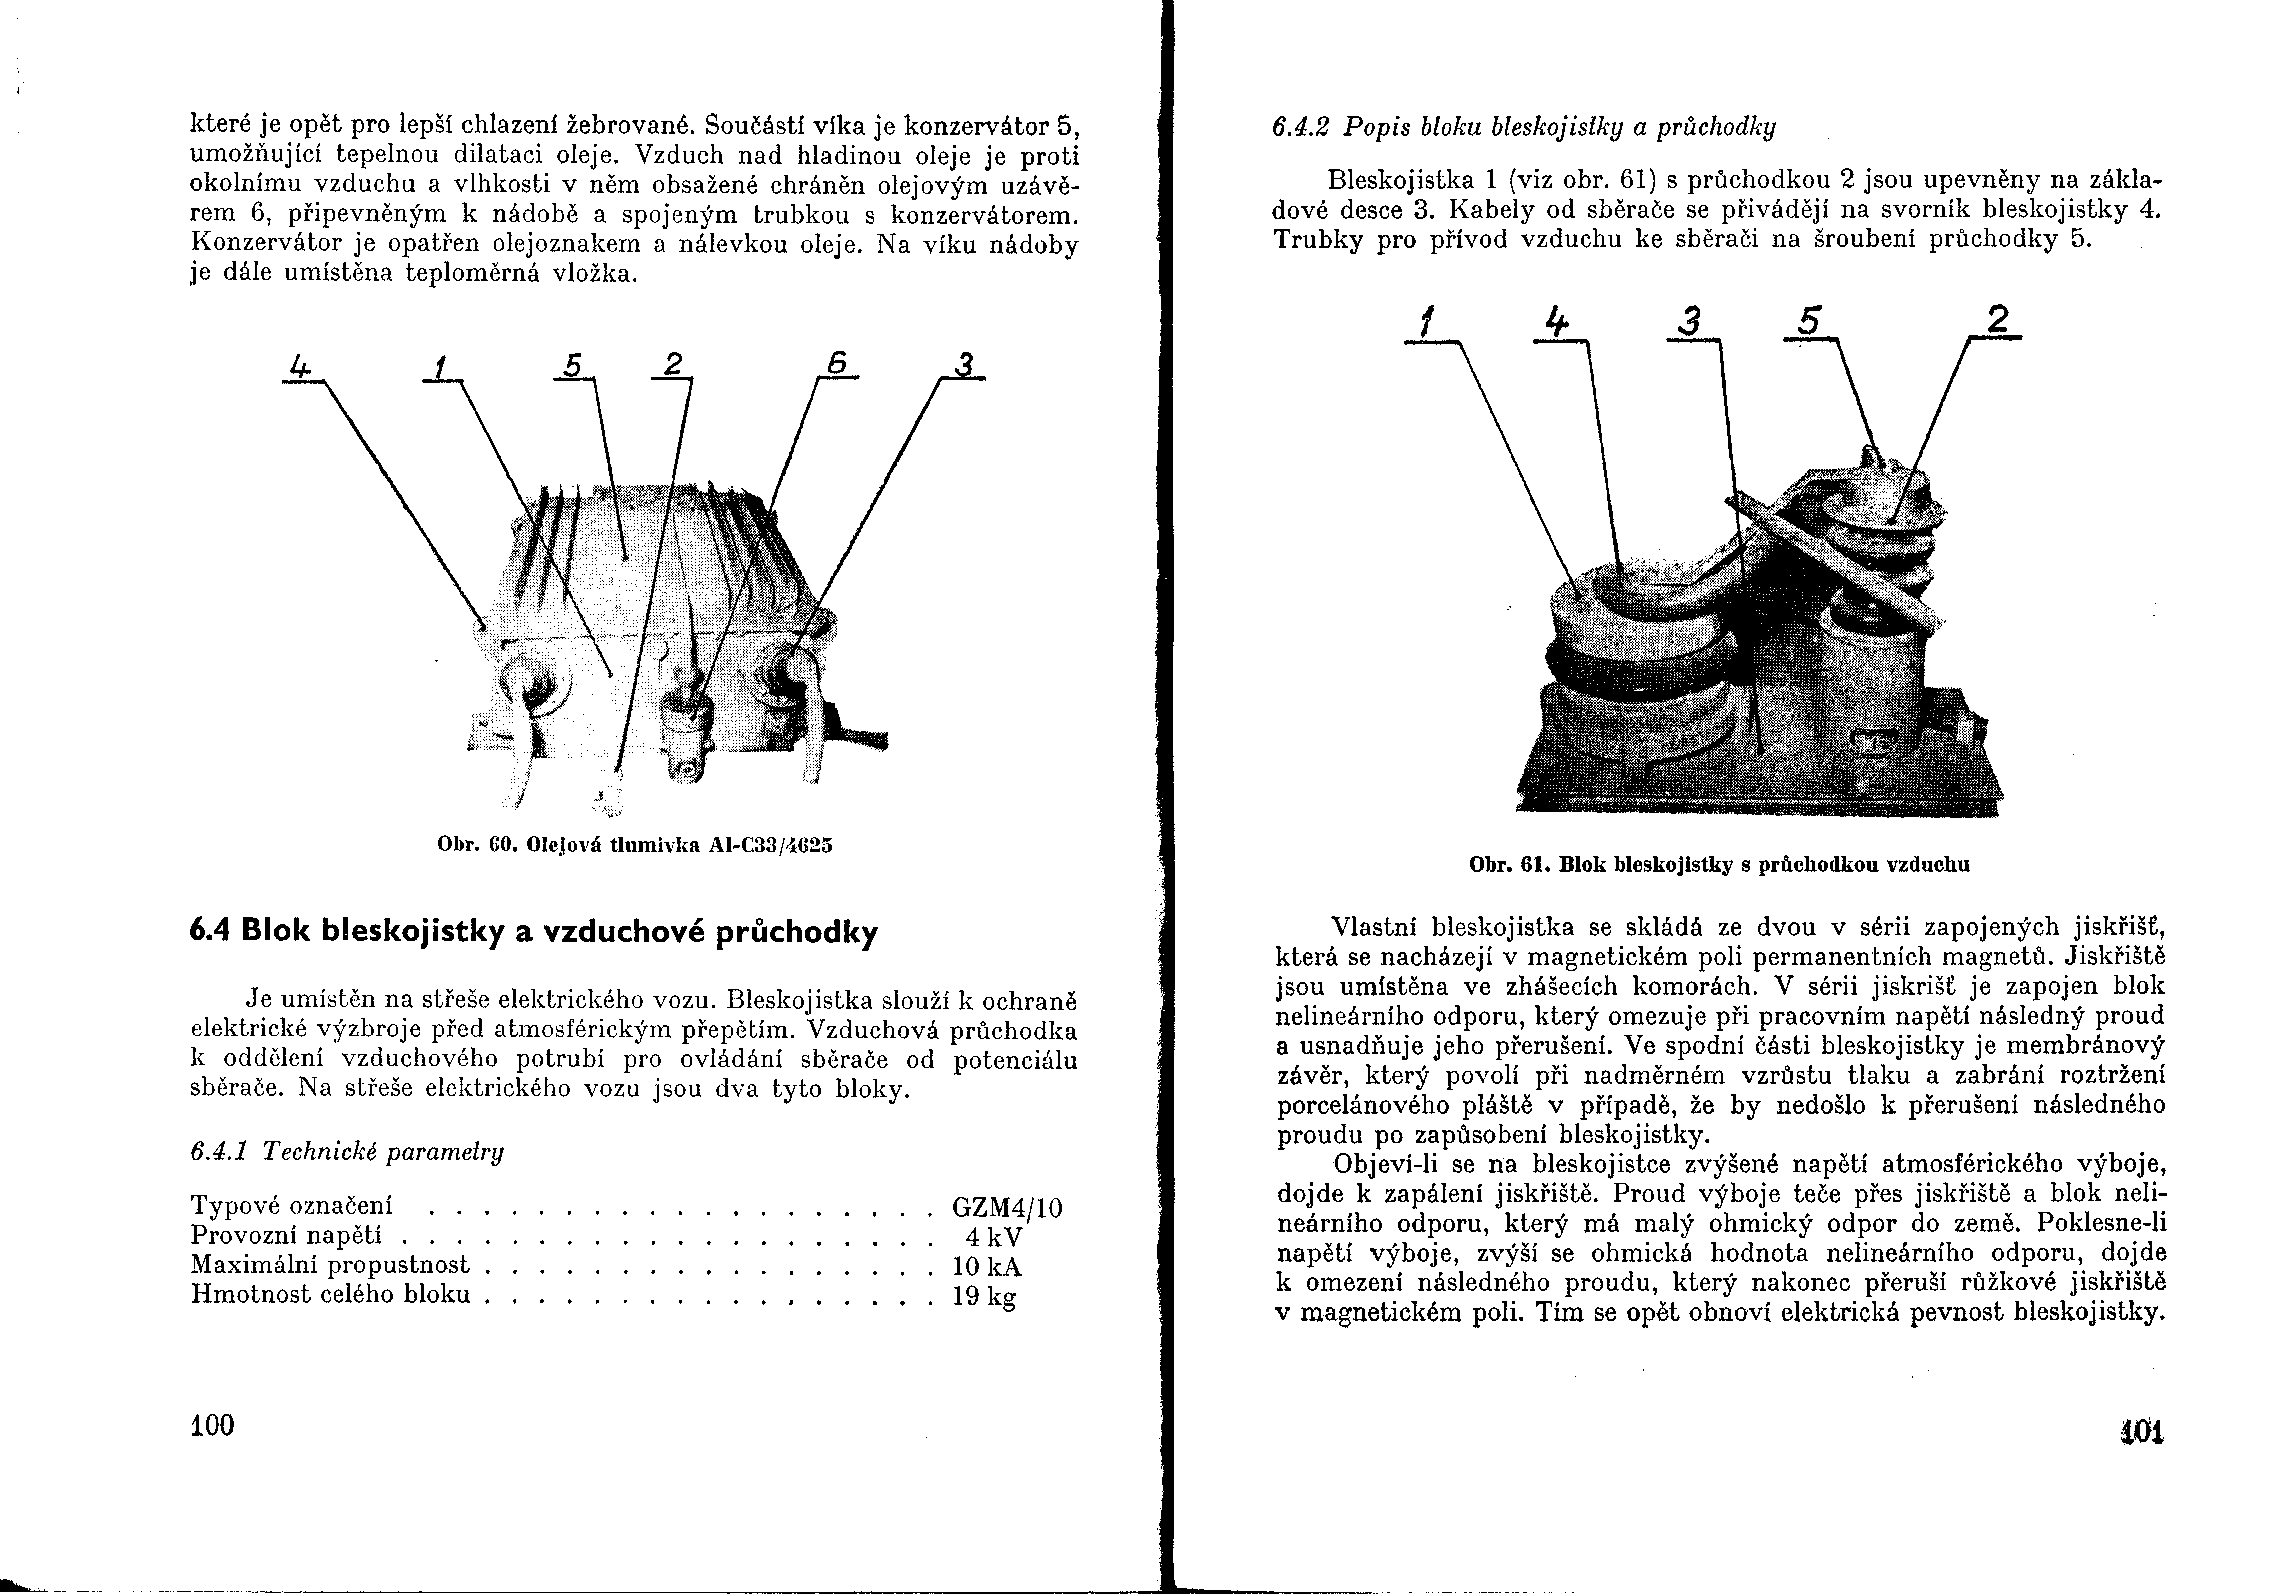 které je opět pro lepší chlazení žebrované. Součástí víka je konzervátor 5,
umožňující tepelnou dilataci oleje. Vzduch nad hladinou oleje je proti
okolnímu vzduchu a vlhkosti v něm obsažené chráněn olejovým uzávě-
rem 6, připevněným k nádobě a spojeným trubkou s konzervátorem.
Konzervátor je opatřen olejoznakem a nálevkou oleje. Na víku nádoby
je dále umístěna teploměrná vložka.
4 1 5 2 6 3
Obr. 60. Olejová tlumivka Al-C33/4625
6.4 Blok bleskojistky a vzduchové průchodky
Je umístěn na střeše elektrického vozu. Bleskojistka slouží k ochraně
elektrické výzbroje před atmosférickým přepětím. Vzduchová průchodka
k oddělení vzduchového potrubí pro ovládání sběrače od potenciálu
sběrače. Na střeše elektrického vozu jsou dva tyto bloky.
6.4.1 Technické parametry
Typové označení . . . . . . . . . . . . . . . . . . . GZM4/10
Provozní napětí . . . . . . . . . . . . . . . . . . . . 4 kV
Maximální propustnost . . . . . . . . . . . . . . . . . 10 kA
Hmotnost celého bloku . . . . . . . . . . . . . . . . . 19 kg
100
6.4.2 Popis bloku bleskojistky a průchodky
Bleskojistka 1 (viz obr. 61) s průchodkou 2 jsou upevněny na zákla-
dové desce 3. Kabely od sběrače se přivádějí na svorník bleskojistky 4.
Trubky pro přívod vzduchu ke sběrači na šroubení průchodky 5.
1 4 3 5 2
Obr. 61. Blok bleskojistky s průchodkou vzduchu
Vlastní bleskojistka se skládá ze dvou v sérii zapojených jiskřišť,
která se nacházejí v magnetickém poli permanentních magnetů. Jiskřiště
jsou umístěna ve zhášecích komorách. V sérii jiskrišť je zapojen blok
nelineárního odporu, který omezuje při pracovním napětí následný proud
a usnadňuje jeho přerušení. Ve spodní části bleskojistky je membránový
závěr, který povolí při nadměrném vzrůstu tlaku a zabrání roztržení
porcelánového pláště v případě, že by nedošlo k přerušení následného
proudu po zapůsobení bleskojistky.
Objeví-li se na bleskojistce zvýšené napětí atmosférického výboje,
dojde k zapálení jiskřiště. Proud výboje teče přes jiskřiště a blok neli-
neárního odporu, který má malý ohmický odpor do země. Poklesne-li
napětí výboje, zvýší se ohmická hodnota nelineárního odporu, dojde
k omezení následného proudu, který nakonec přeruší růžkové jiskřiště
v magnetickém poli. Tím se opět obnoví elektrická pevnost bleskojistky.
101